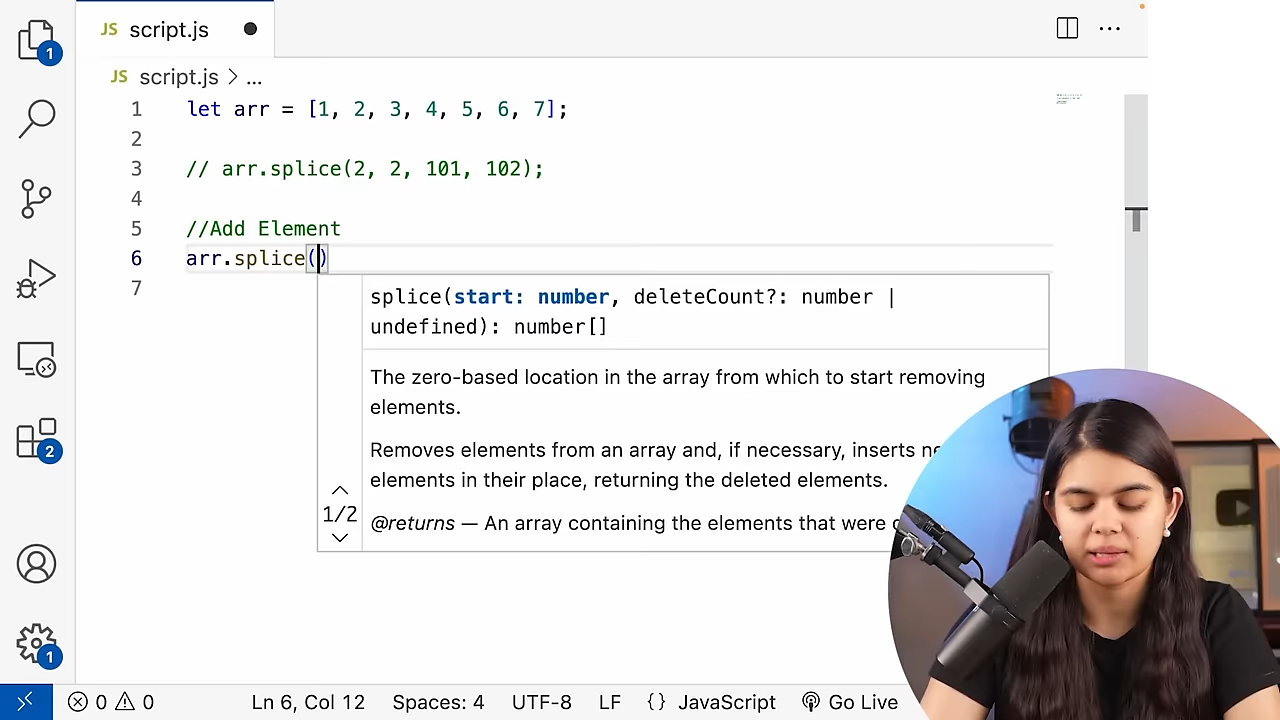 JS script.js
1
JS script.js > ...
1 let arr = [1, 2, 3, 4, 5, 6, 7];
2
3 // arr.splice(2, 2, 101, 102);
4
5 //Add Element
6 arr.splice()
7
splice(start: number, deleteCount?: number |
undefined): number[]
The zero-based location in the array from which to start removing
elements.
Removes elements from an array and, if necessary, inserts
elements in their place, returning the deleted elements.
1/2
@returns — An array containing the elements that were
2
1
0 0
Ln 6, Col 12
Spaces: 4
UTF-8
LF
{} JavaScript
Go Live